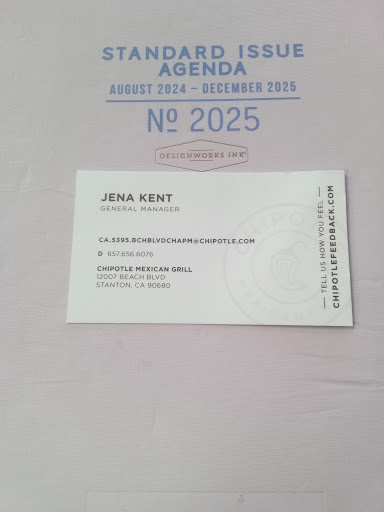 STANDARD ISSUE
AGENDA
AUGUST 2024 – DECEMBER 2025
Nº 2025
DESIGNWORKS INK
JENA KENT
GENERAL MANAGER
CA.5395.BCHBLVDCHAPM@CHIPOTLE.COM
D 657.656.6076
CHIPOTLE MEXICAN GRILL
12007 BEACH BLVD
STANTON, CA 90680
— TELL US HOW YOU FEEL —
CHIPOTLEFEEDBACK.COM